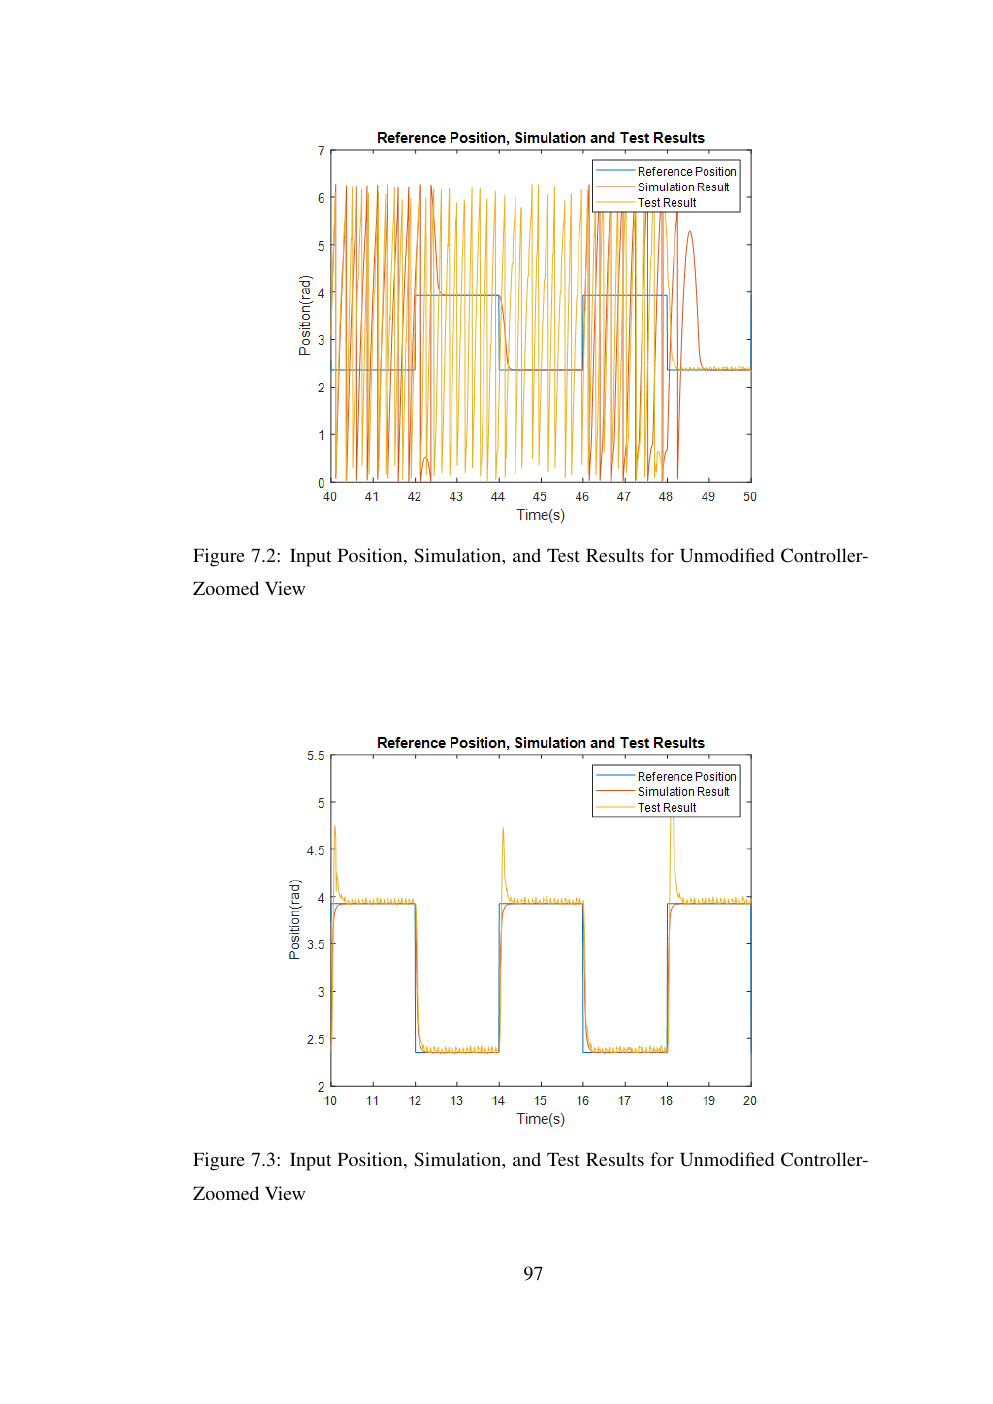 Reference Position, Simulation and Test Results
7
6
5
4
3
2
1
0
Position(rad)
Reference Position
Simulation Result
Test Result
40 41 42 43 44 45 46 47 48 49 50
Time(s)
Figure 7.2: Input Position, Simulation, and Test Results for Unmodified Controller-
Zoomed View
Reference Position, Simulation and Test Results
5.5
5
4.5
4
3.5
3
2.5
2
Position(rad)
Reference Position
Simulation Result
Test Result
10 11 12 13 14 15 16 17 18 19 20
Time(s)
Figure 7.3: Input Position, Simulation, and Test Results for Unmodified Controller-
Zoomed View
97